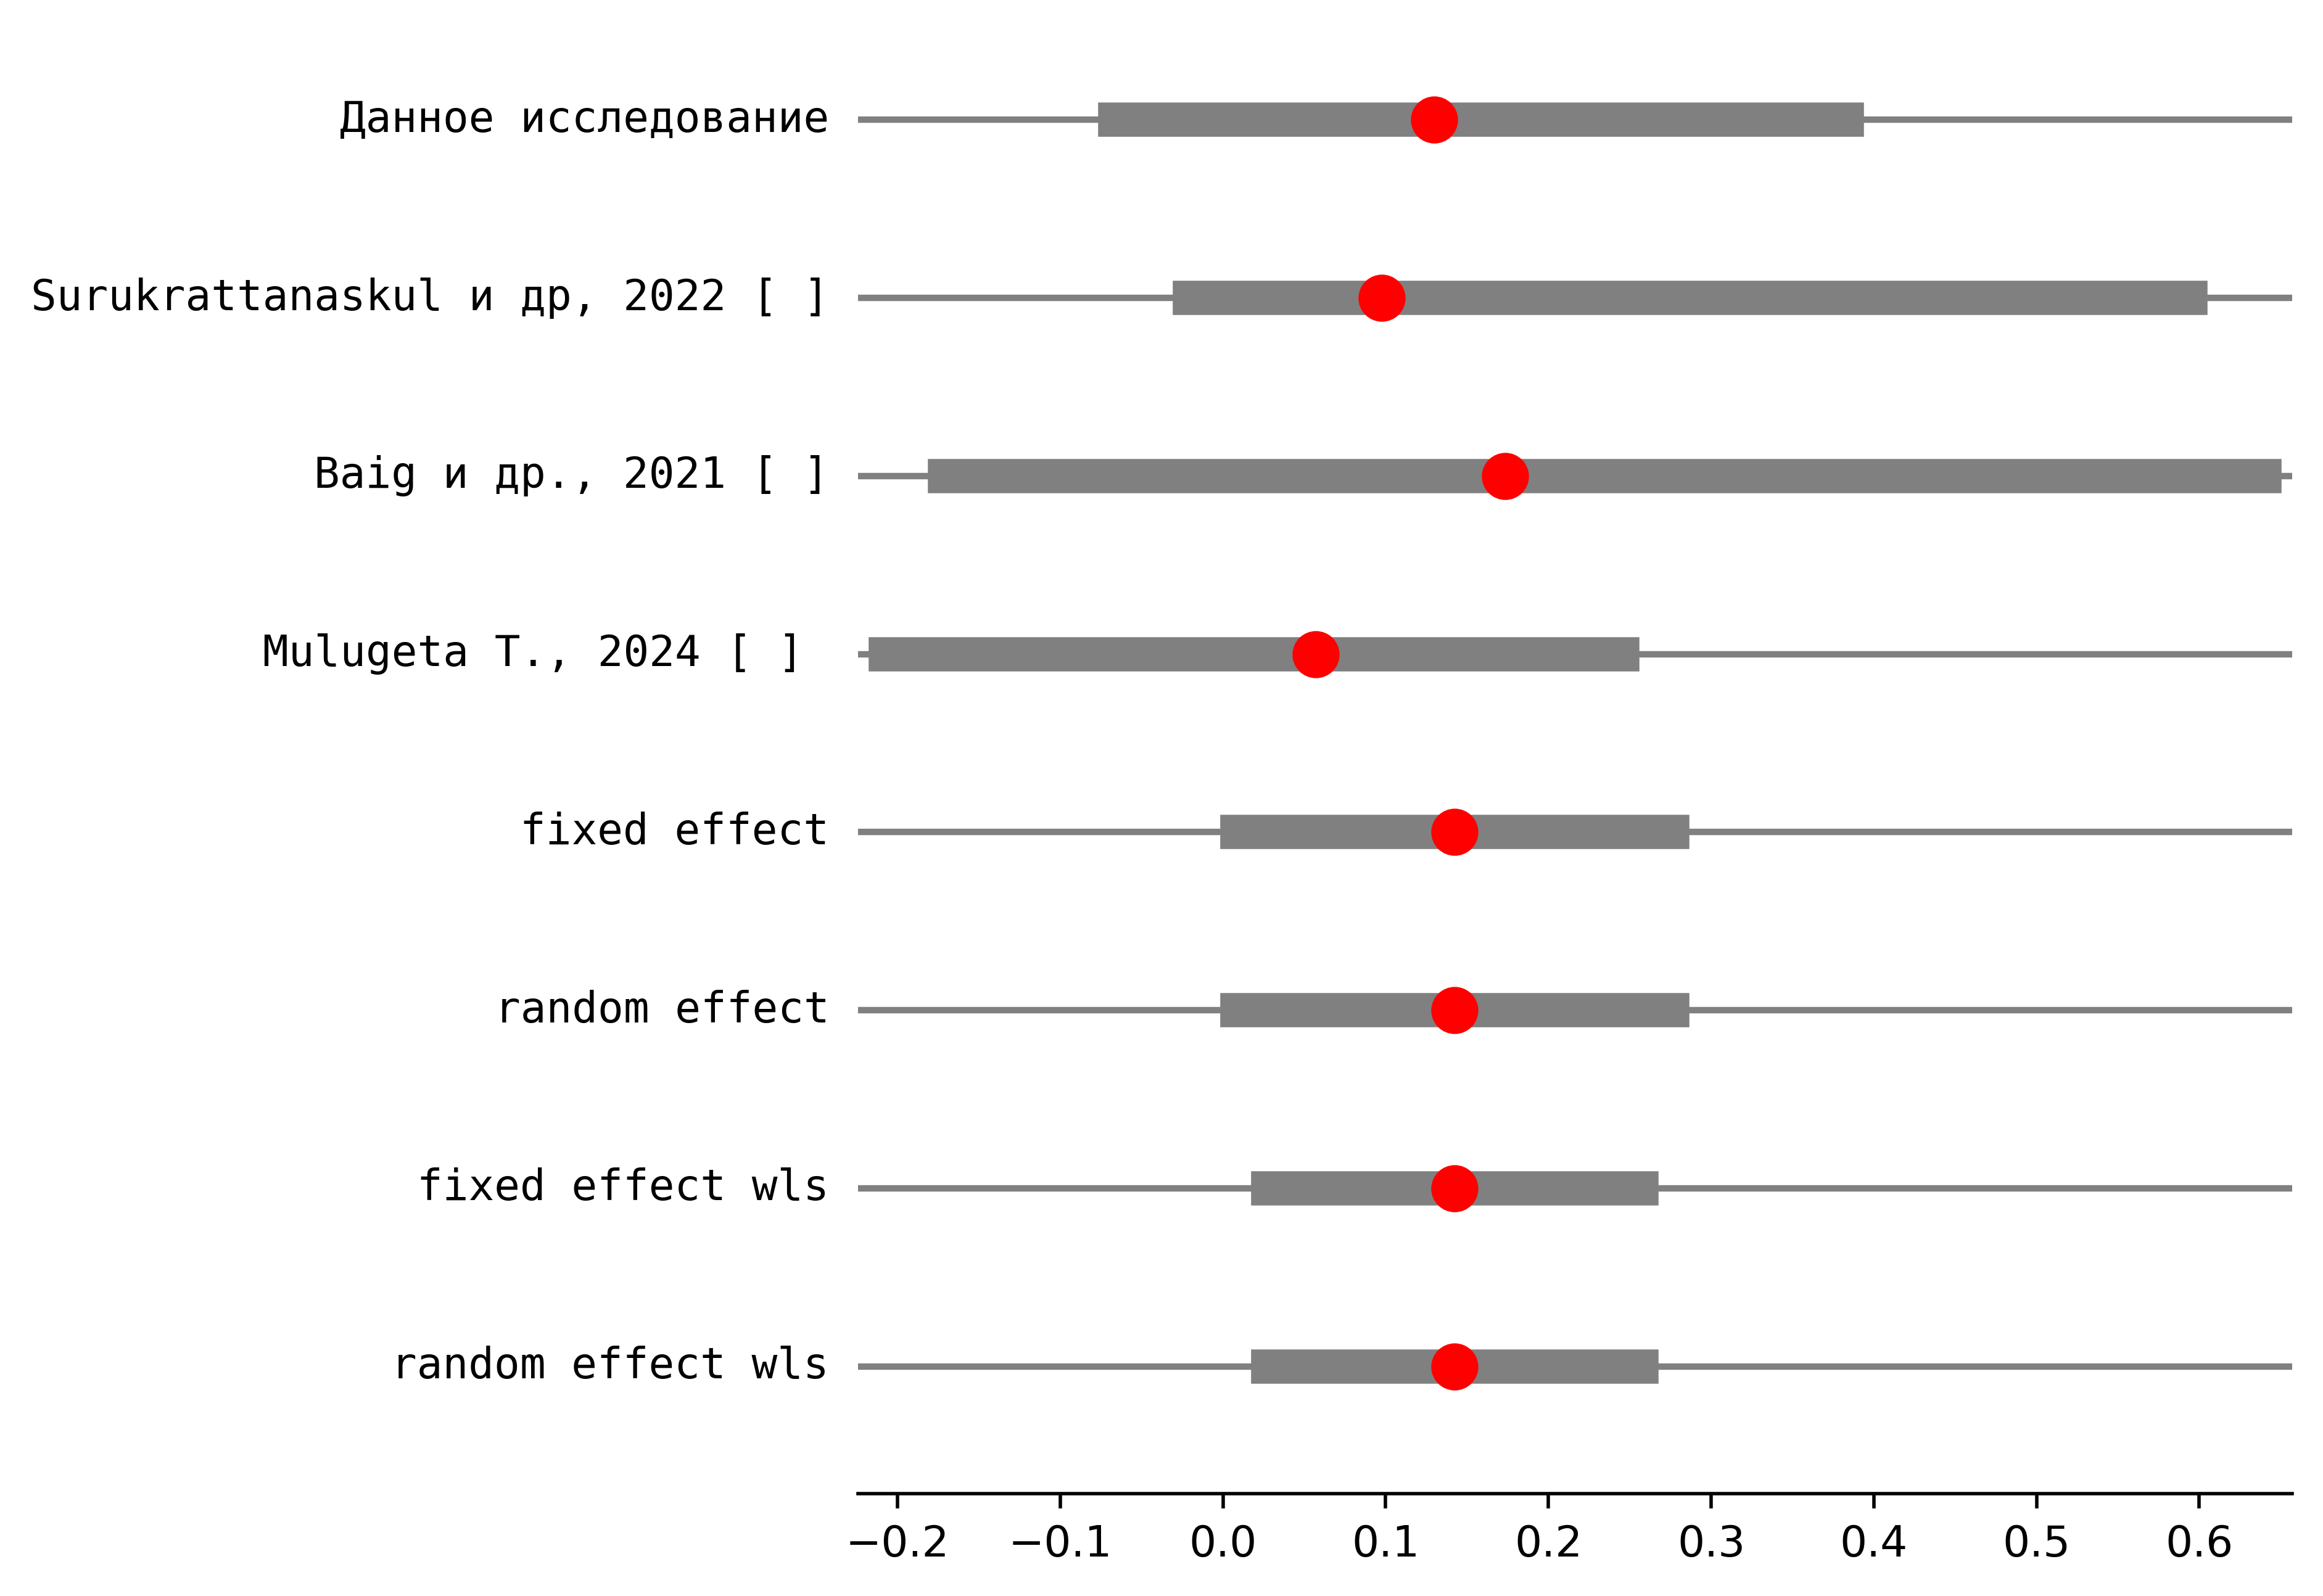 Данное исследование
Surukrattanaskul и др, 2022 [ ]
Baig и др., 2021 [ ]
Mulugeta T., 2024 [ ]
fixed effect
random effect
fixed effect wls
random effect wls
−0.2 −0.1 0.0 0.1 0.2 0.3 0.4 0.5 0.6